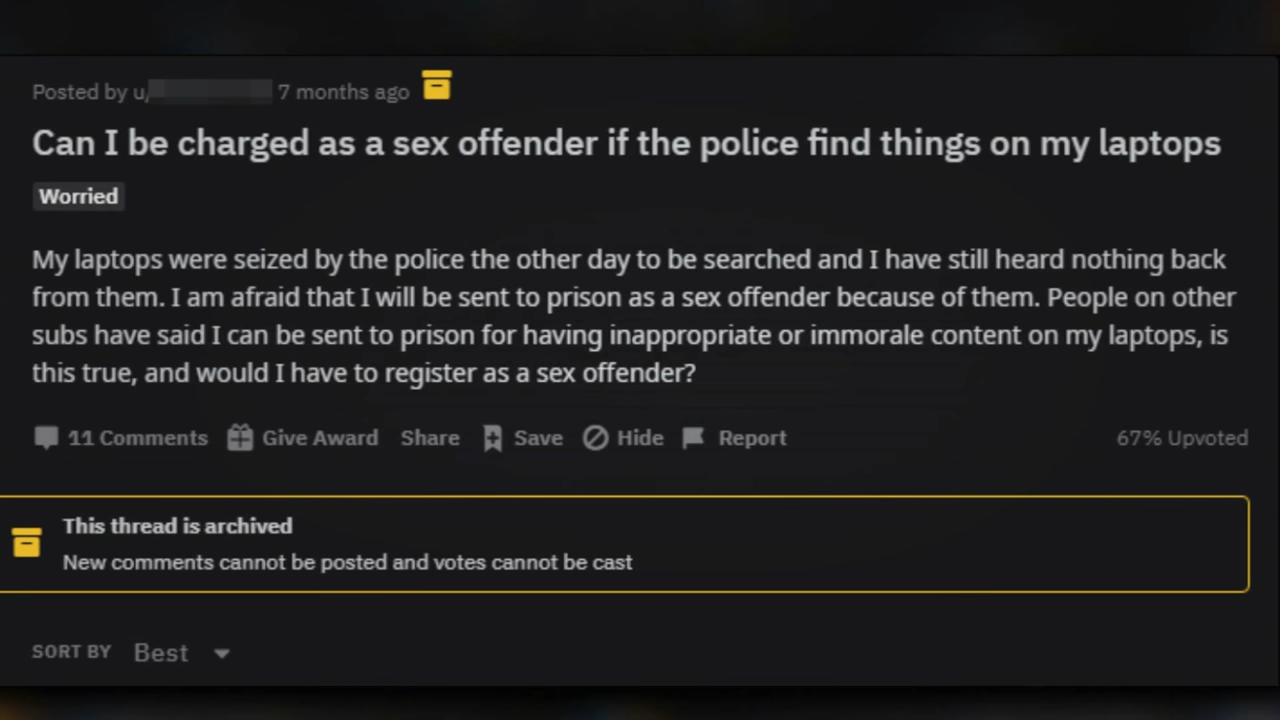 Posted by u/ 7 months ago
Can I be charged as a sex offender if the police find things on my laptops
Worried
My laptops were seized by the police the other day to be searched and I have still heard nothing back
from them. I am afraid that I will be sent to prison as a sex offender because of them. People on other
subs have said I can be sent to prison for having inappropriate or immorale content on my laptops, is
this true, and would I have to register as a sex offender?
11 Comments Give Award Share Save Hide Report 67% Upvoted
This thread is archived
New comments cannot be posted and votes cannot be cast
SORT BY Best